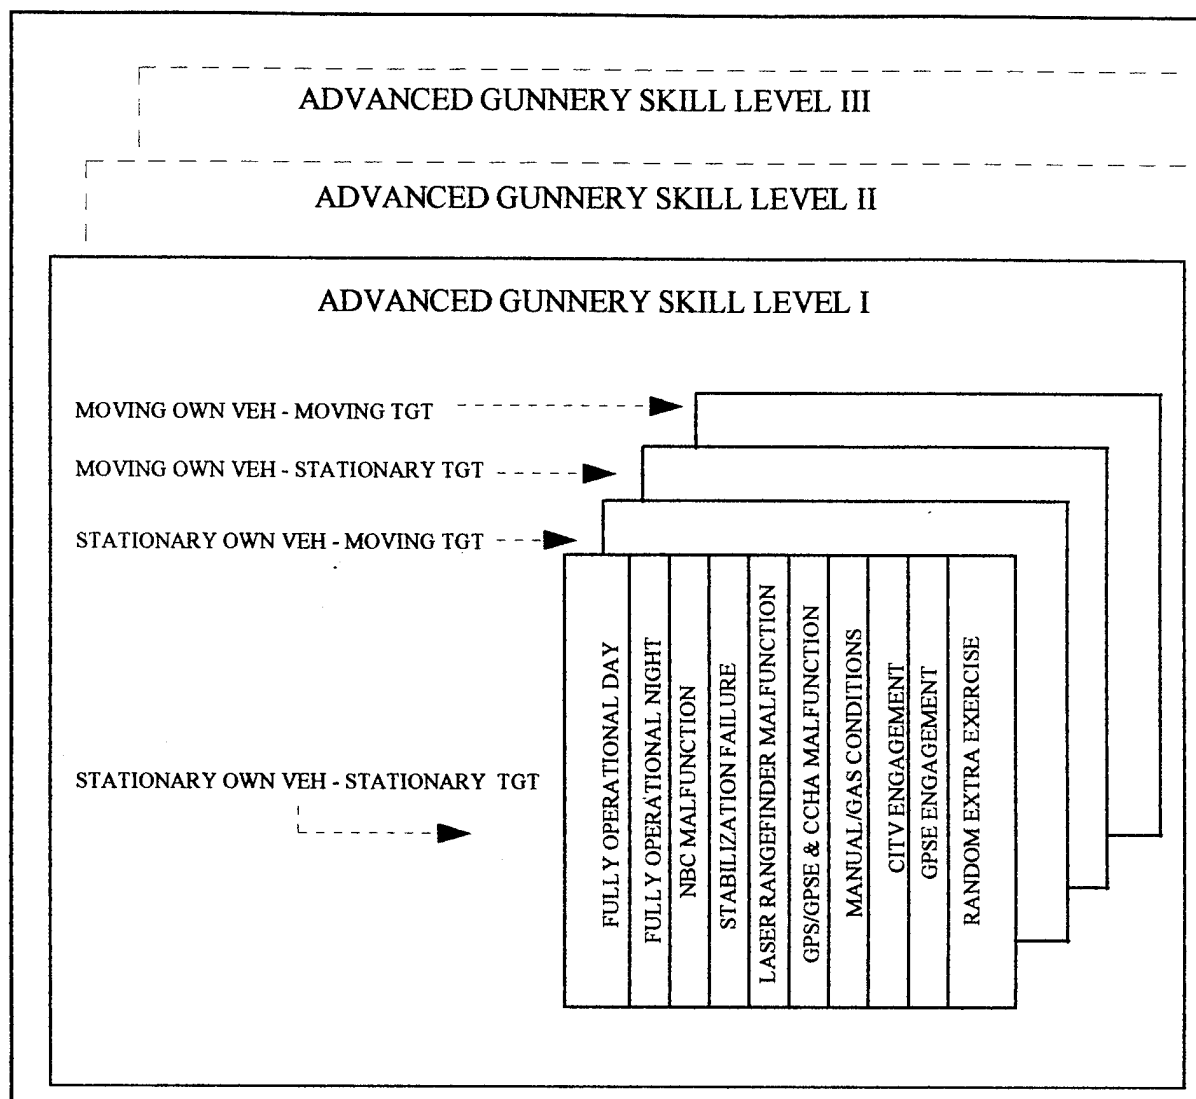 ADVANCED GUNNERY SKILL LEVEL III
ADVANCED GUNNERY SKILL LEVEL II
ADVANCED GUNNERY SKILL LEVEL I
MOVING OWN VEH - MOVING TGT
MOVING OWN VEH - STATIONARY TGT
STATIONARY OWN VEH - MOVING TGT
STATIONARY OWN VEH - STATIONARY TGT
FULLY OPERATIONAL DAY
FULLY OPERATIONAL NIGHT
NBC MALFUNCTION
STABILIZATION FAILURE
LASER RANGEFINDER MALFUNCTION
GPS/GPSE & CCHA MALFUNCTION
MANUAL/GAS CONDITIONS
CITV ENGAGEMENT
GPSE ENGAGEMENT
RANDOM EXTRA EXERCISE